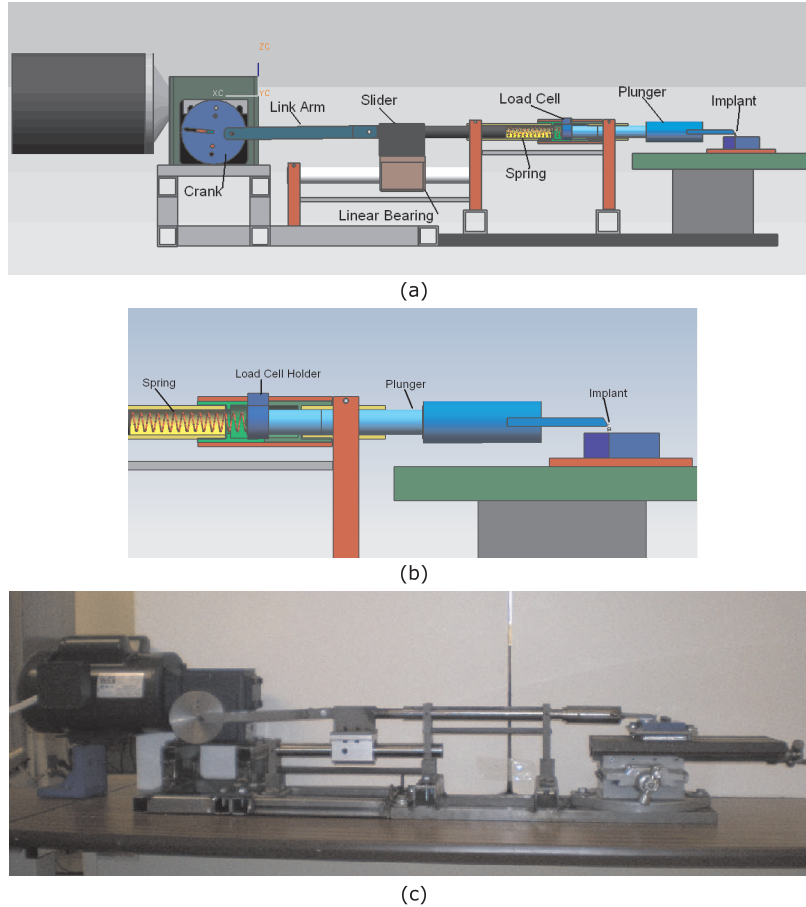 ZC
XC
YC
Link Arm
Slider
Load Cell
Plunger
Implant
Crank
Spring
Linear Bearing
(a)
Spring
Load Cell Holder
Plunger
Implant
(b)
(c)